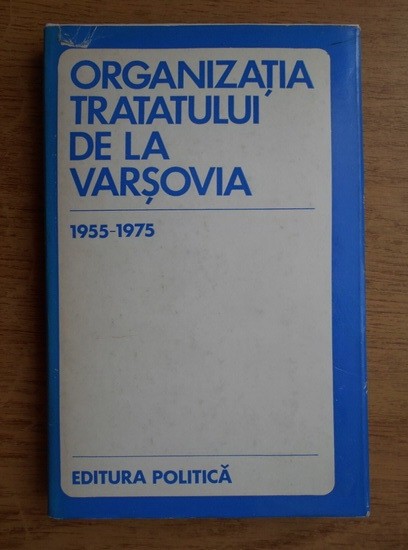 ORGANIZAȚIA
TRATATULUI
DE LA
VARȘOVIA
1955-1975
EDITURA POLITICĂ